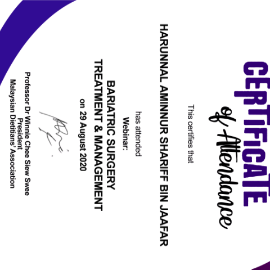 CERTIFICATE
of Attendance
This certifies that
HARUNNAL AMINNUR SHARIFF BIN JAAFAR
has attended
Webinar:
BARIATRIC SURGERY
TREATMENT & MANAGEMENT
on 29 August 2020
Professor Dr Winnie Chee Siew Swee
President
Malaysian Dietitians' Association